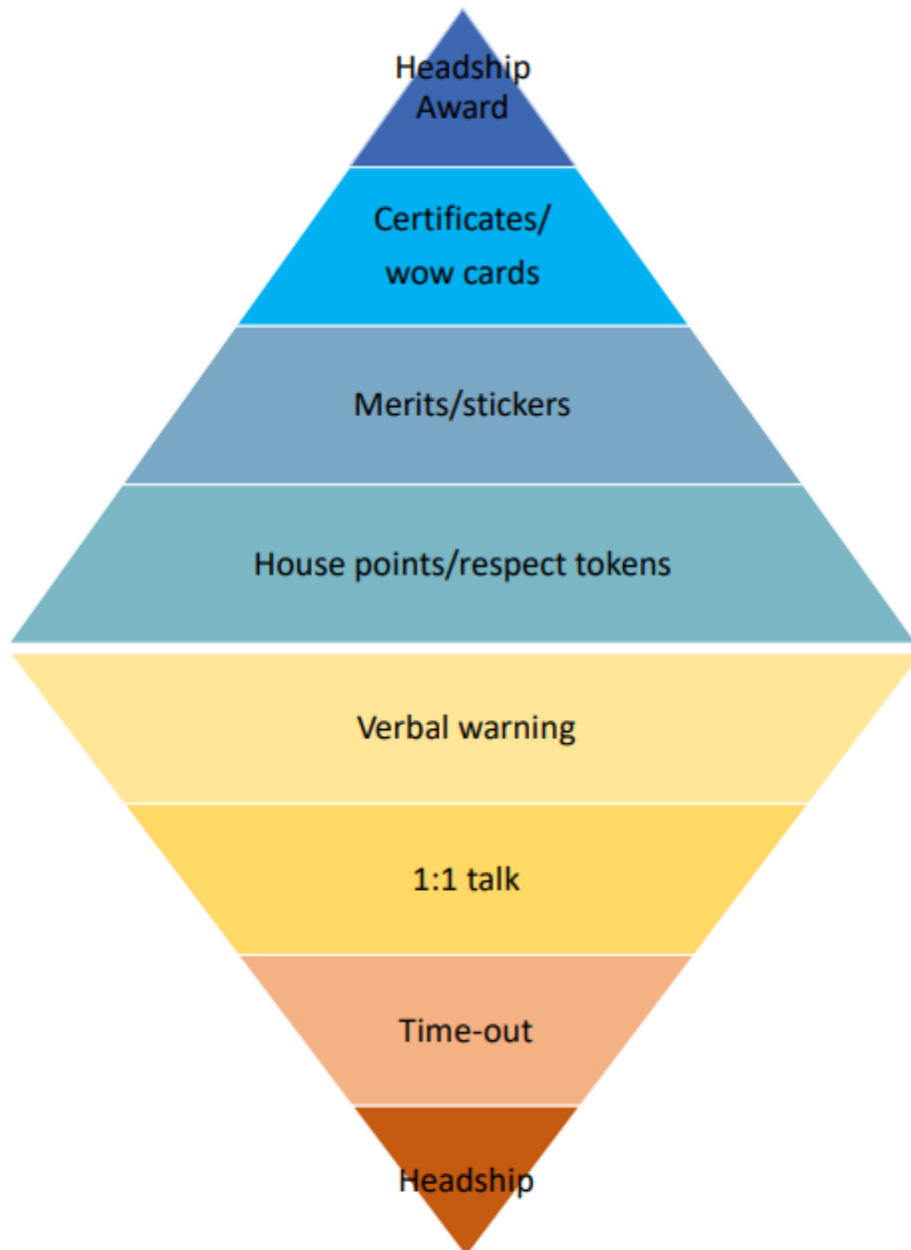 Headship
Award
Certificates/
wow cards
Merits/stickers
House points/respect tokens
Verbal warning
1:1 talk
Time-out
Headship